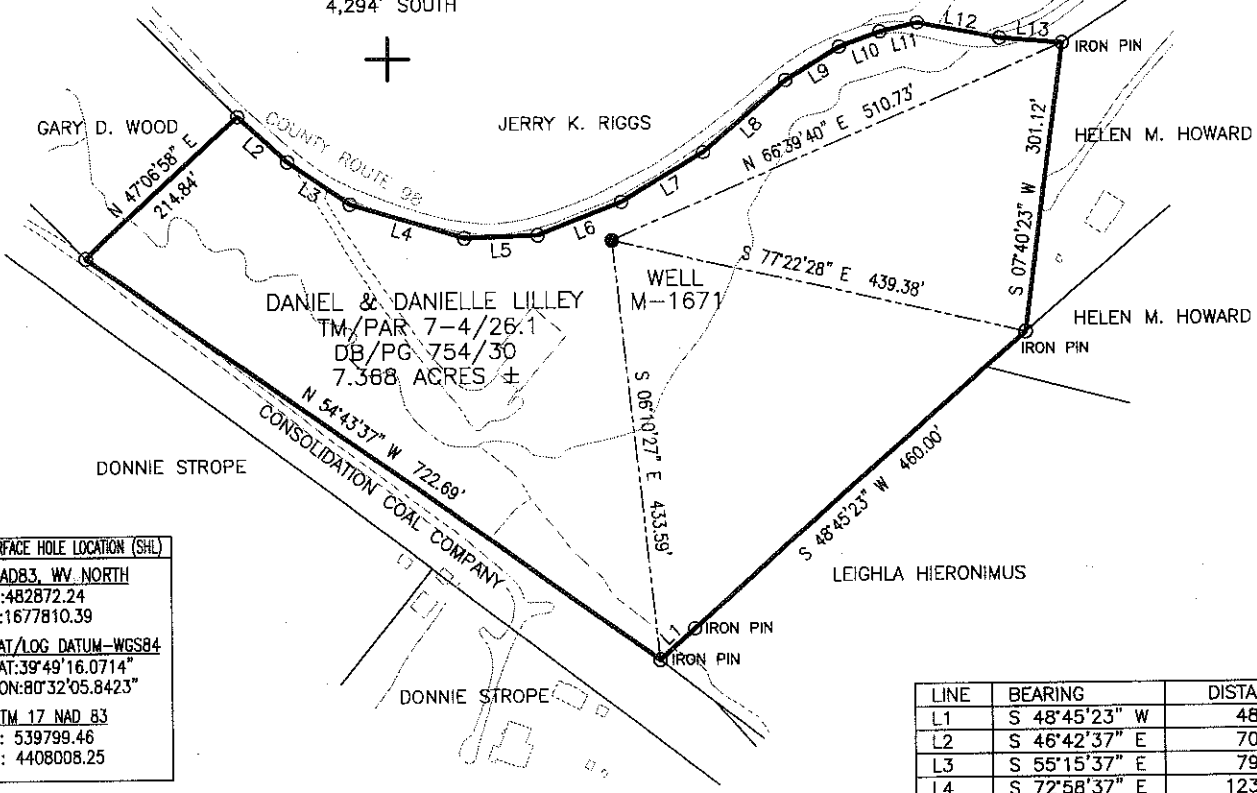 4,294' SOUTH
L12
L13
IRON PIN
L11
L10
L9
GARY D. WOOD
COUNTY ROUTE 98
JERRY K. RIGGS
L8
N 66°39'40" E 510.73'
301.12'
HELEN M. HOWARD
L2
N 47°06'58" E
214.84'
L3
L7
L4
L5
L6
S 07°40'23" W
S 77°22'28" E 439.38'
WELL
M-1671
DANIEL & DANIELLE LILLEY
TM/PAR 7-4/26.1
DB/PG 754/30
7.368 ACRES ±
HELEN M. HOWARD
IRON PIN
S 06°10'27" E 433.59'
N 54°43'37" W 722.69'
CONSOLIDATION COAL COMPANY
S 48°45'23" W 460.00'
DONNIE STROPE
LEIGHLA HIERONIMUS
RFACE HOLE LOCATION (SHL)
AD83, WV NORTH
:482872.24
:1677810.39
AT/LOG DATUM-WGS84
AT:39°49'16.0714"
ON:80°32'05.8423"
TM 17 NAD 83
: 539799.46
: 4408008.25
L1
IRON PIN
IRON PIN
DONNIE STROPE
LINE BEARING DISTA
L1 S 48°45'23" W 48
L2 S 46°42'37" E 70
L3 S 55°15'37" E 79
L4 S 72°58'37" E 123